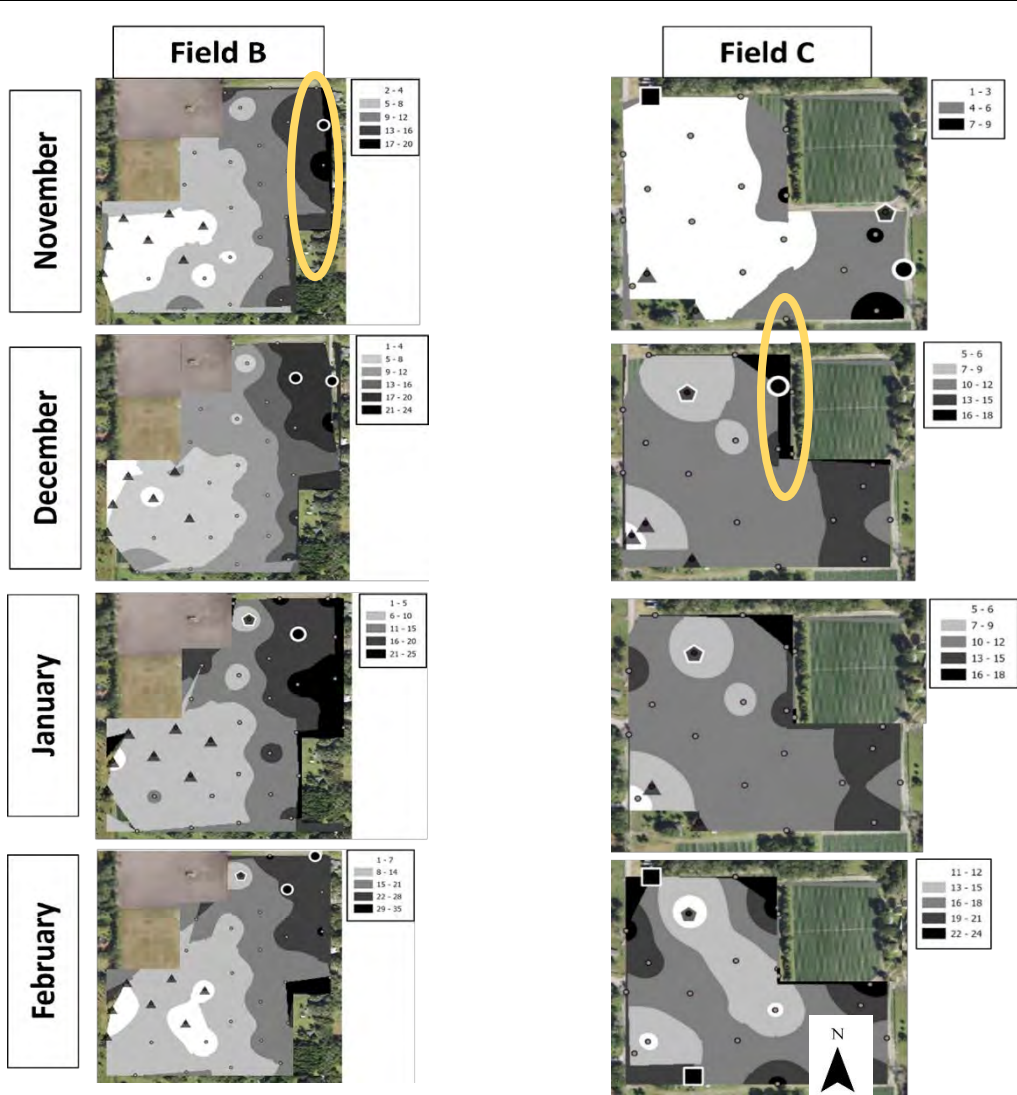 Field B
Field C
November
2 - 4
5 - 8
9 - 12
13 - 16
17 - 20
1 - 3
4 - 6
7 - 9
December
1 - 4
5 - 8
9 - 12
13 - 16
17 - 20
21 - 24
5 - 6
7 - 9
10 - 12
13 - 15
16 - 18
January
1 - 5
6 - 10
11 - 15
16 - 20
21 - 25
5 - 6
7 - 9
10 - 12
13 - 15
16 - 18
February
1 - 7
8 - 14
15 - 21
22 - 28
29 - 35
11 - 12
13 - 15
16 - 18
19 - 21
22 - 24
N